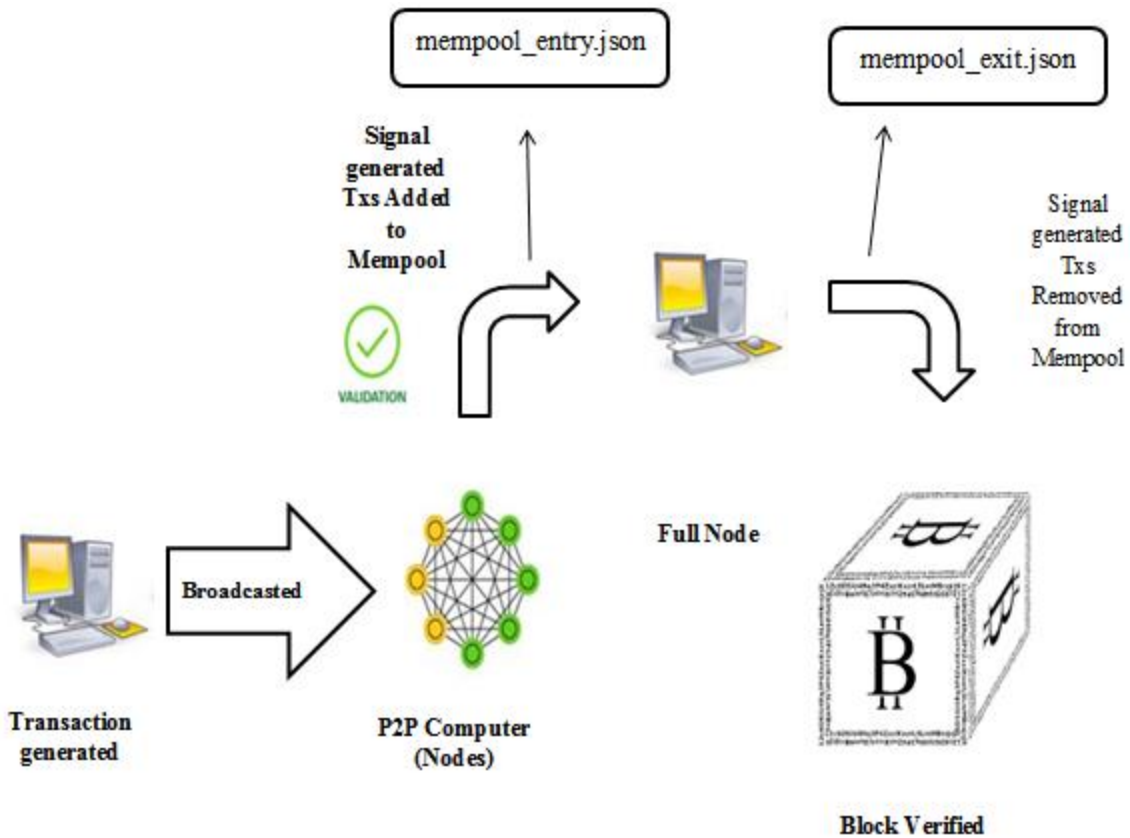 mempool_entry.json
mempool_exit.json
Signal
generated
Txs Added
to
Mempool
VALIDATION
Signal
generated
Txs
Removed
from
Mempool
Broadcasted
Full Node
Transaction
generated
P2P Computer
(Nodes)
Block Verified